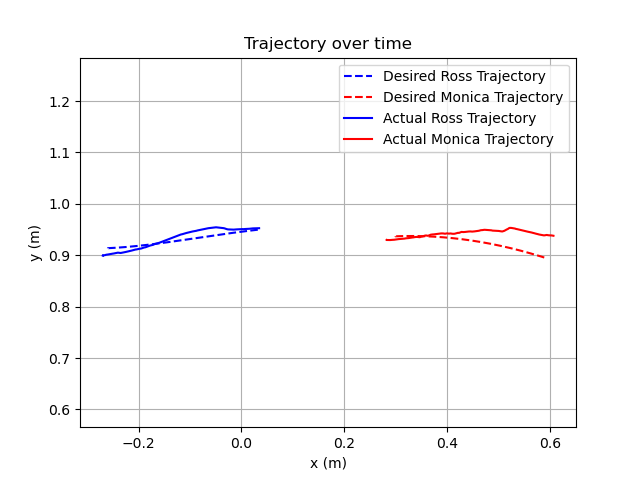 Trajectory over time
Desired Ross Trajectory
Desired Monica Trajectory
Actual Ross Trajectory
Actual Monica Trajectory
y (m)
1.2
1.1
1.0
0.9
0.8
0.7
0.6
−0.2 0.0 0.2 0.4 0.6
x (m)